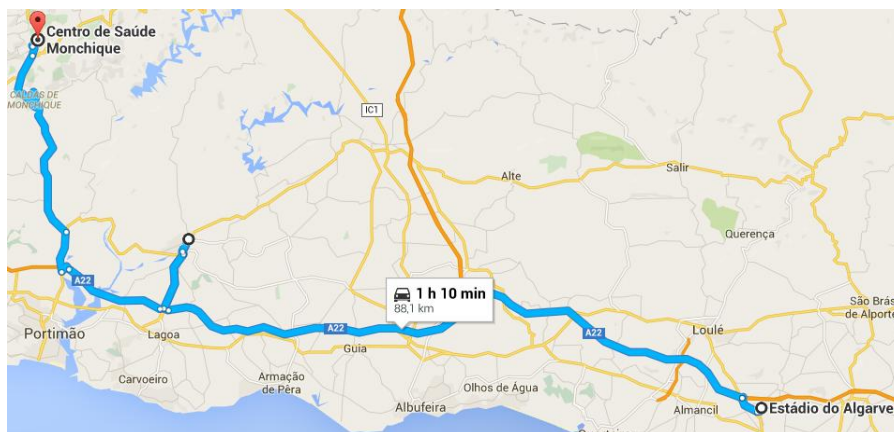 Centro de Saúde
Monchique
CALDAS DE
MONCHIQUE
IC1
Alte
Salir
Querença
A22
1 h 10 min
88,1 km
São Brás
de Alporte
Portimão
Lagoa
A22
Guia
A22
Loulé
Carvoeiro
Armação
de Pêra
Olhos de Água
Albufeira
Almancil
Estádio do Algarve